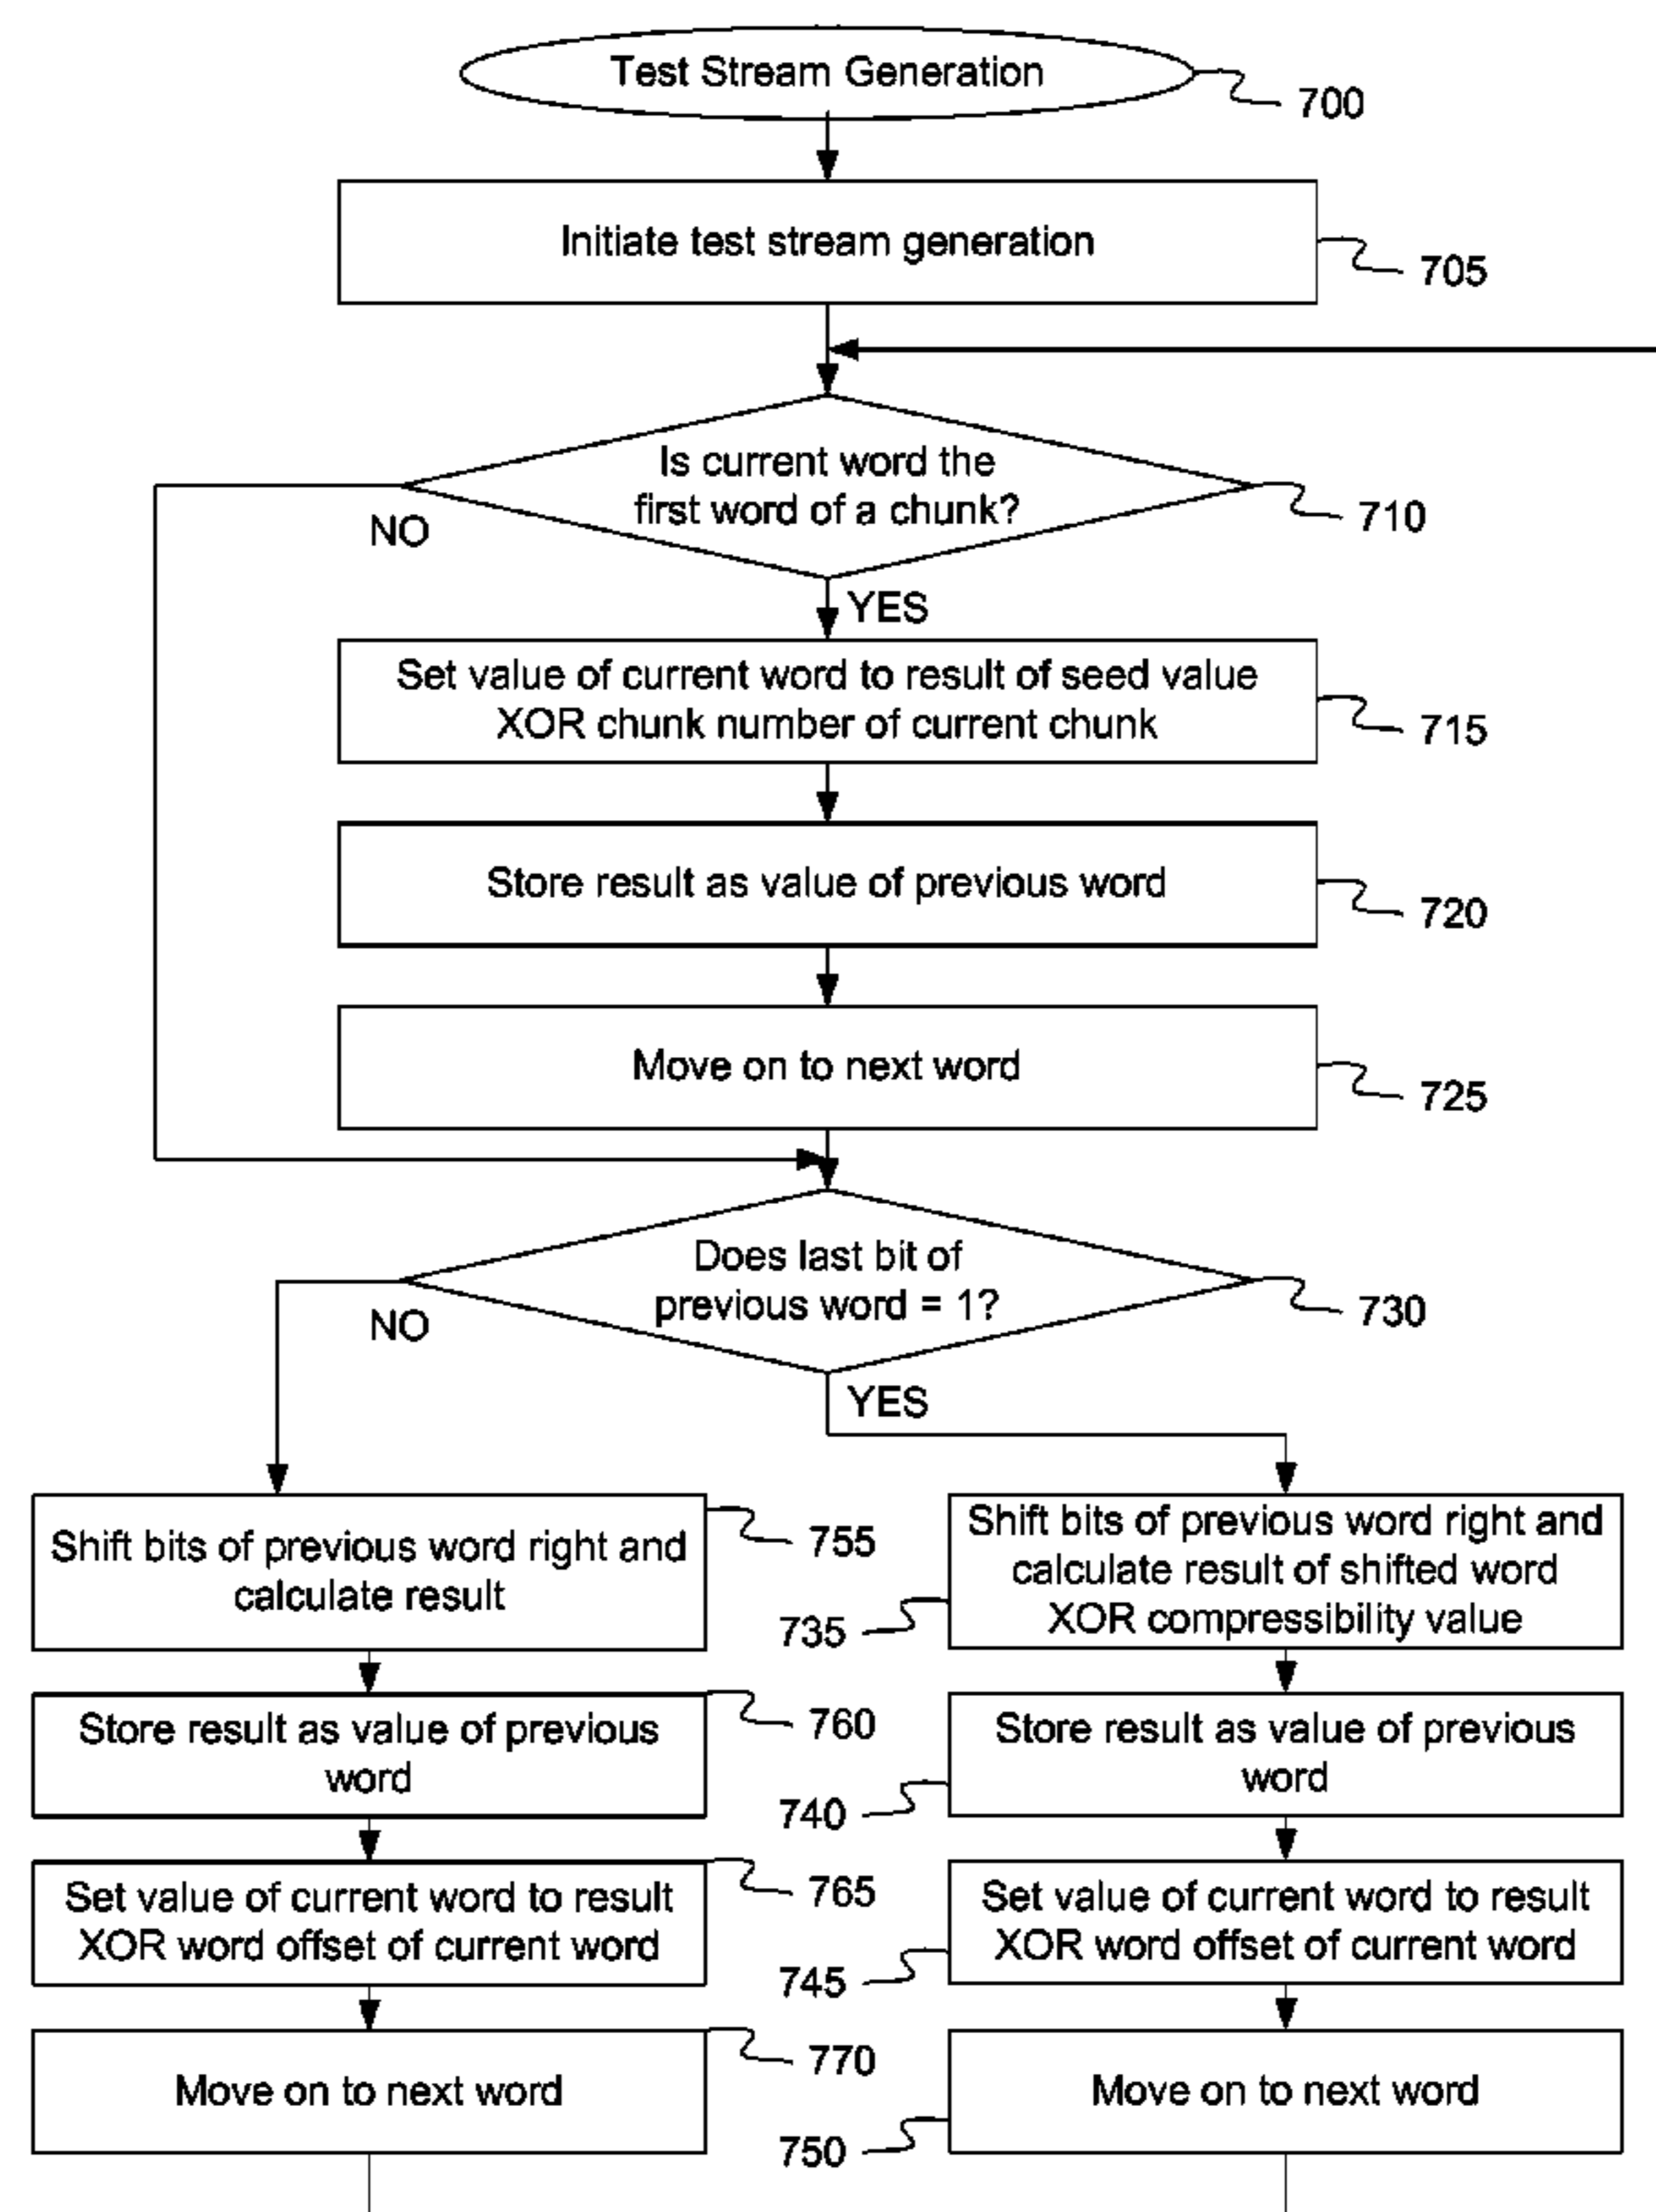 Test Stream Generation
700
Initiate test stream generation
705
Is current word the
first word of a chunk?
710
NO
YES
Set value of current word to result of seed value
XOR chunk number of current chunk
715
Store result as value of previous word
720
Move on to next word
725
Does last bit of
previous word = 1?
730
NO
YES
Shift bits of previous word right and
calculate result
755
Shift bits of previous word right and
calculate result of shifted word
XOR compressibility value
735
Store result as value of previous
word
760
Store result as value of previous
word
740
Set value of current word to result
XOR word offset of current word
765
Set value of current word to result
XOR word offset of current word
745
Move on to next word
770
Move on to next word
750